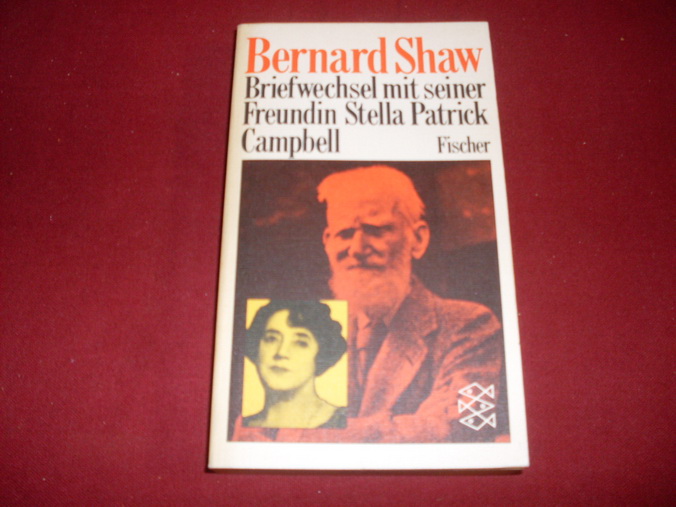 Bernard Shaw
Briefwechsel mit seiner
Freundin Stella Patrick
Campbell Fischer